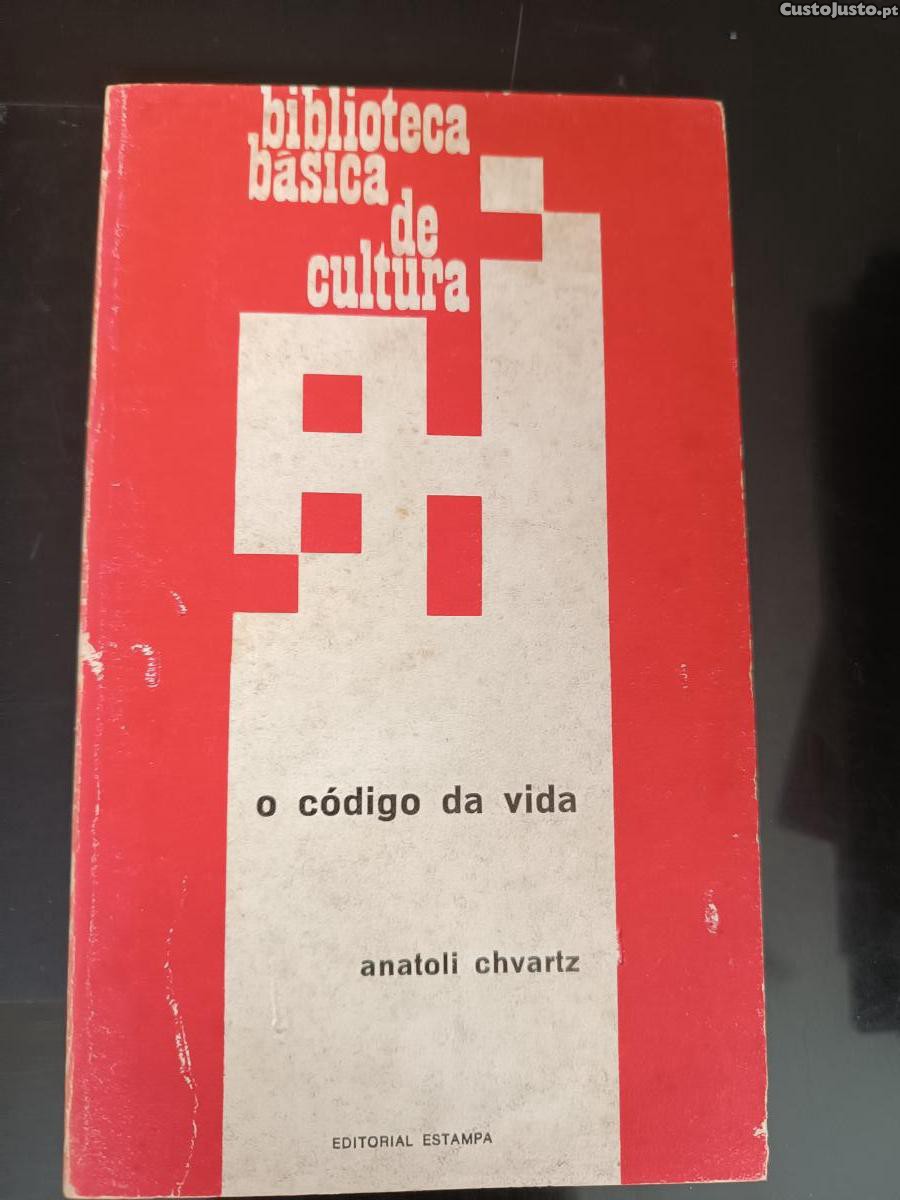 CustoJusto.pt
biblioteca
básica
de
cultura
o código da vida
anatoli chvartz
EDITORIAL ESTAMPA